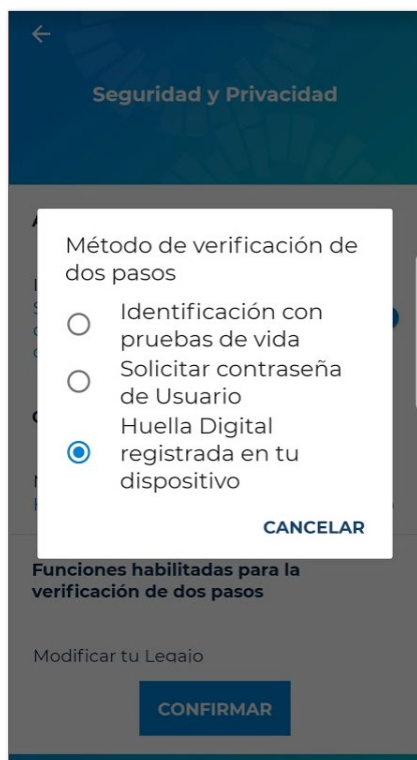 Seguridad y Privacidad
Método de verificación de
dos pasos
Identificación con
pruebas de vida
Solicitar contraseña
de Usuario
Huella Digital
registrada en tu
dispositivo
CANCELAR
Funciones habilitadas para la
verificación de dos pasos
Modificar tu Legajo
CONFIRMAR